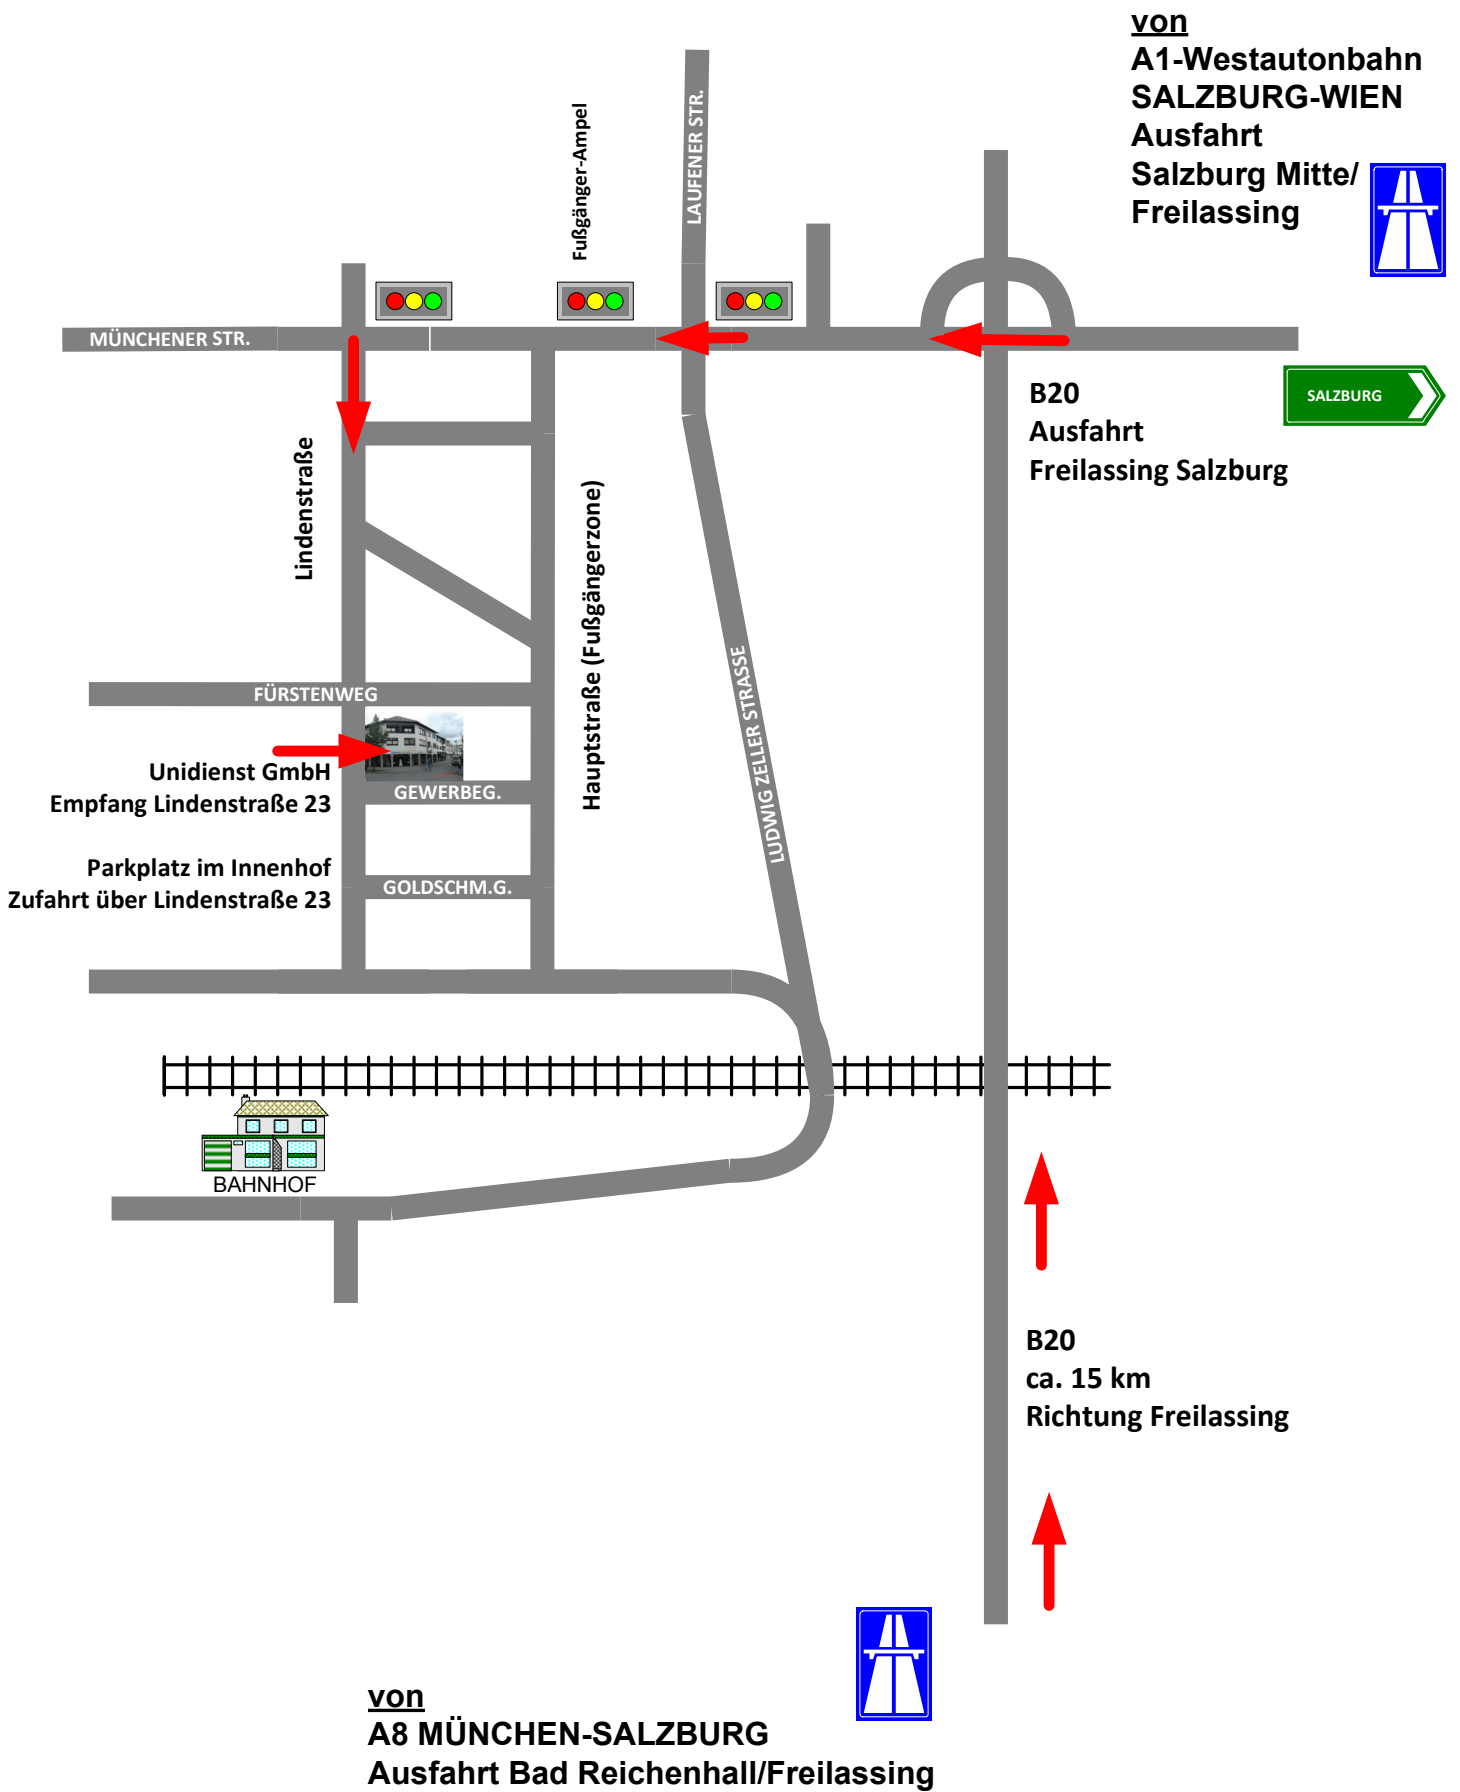 von
A1-Westautonbahn
SALZBURG-WIEN
Ausfahrt
Salzburg Mitte/
Freilassing
Fußgänger-Ampel
LAUFENER STR.
MÜNCHENER STR.
SALZBURG
B20
Ausfahrt
Freilassing Salzburg
Lindenstraße
Hauptstraße (Fußgängerzone)
LUDWIG ZELLER STRASSE
FÜRSTENWEG
Unidienst GmbH
Empfang Lindenstraße 23
GEWERBEG.
Parkplatz im Innenhof
Zufahrt über Lindenstraße 23
GOLDSCHM.G.
BAHNHOF
B20
ca. 15 km
Richtung Freilassing
von
A8 MÜNCHEN-SALZBURG
Ausfahrt Bad Reichenhall/Freilassing